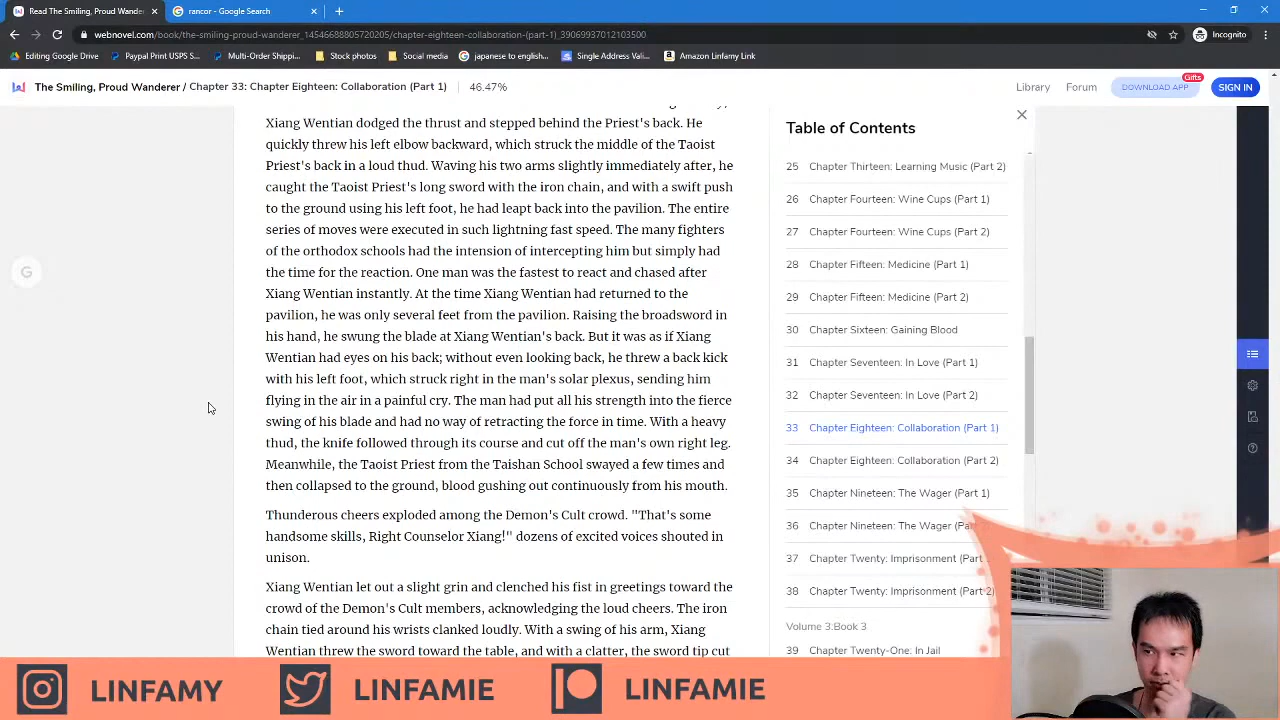 Read The Smiling, Proud Wande
rancor - Google Search
webnovel.com/book/the-smiling-proud-wanderer_14546688805720205/chapter-eighteen-collaboration-(part-1)_39069937012103500
Incognito
Editing Google Drive
Paypal Print USPS S...
Multi-Order Shippi...
Stock photos
Social media
japanese to english...
Single Address Vali...
Amazon Linfamy Link
The Smiling, Proud Wanderer / Chapter 33: Chapter Eighteen: Collaboration (Part 1)
46.47%
Library
Forum
Gifts
DOWNLOAD APP
SIGN IN
Xiang Wentian dodged the thrust and stepped behind the Priest's back. He
quickly threw his left elbow backward, which struck the middle of the Taoist
Priest's back in a loud thud. Waving his two arms slightly immediately after, he
caught the Taoist Priest's long sword with the iron chain, and with a swift push
to the ground using his left foot, he had leapt back into the pavilion. The entire
series of moves were executed in such lightning fast speed. The many fighters
of the orthodox schools had the intension of intercepting him but simply had
the time for the reaction. One man was the fastest to react and chased after
Xiang Wentian instantly. At the time Xiang Wentian had returned to the
pavilion, he was only several feet from the pavilion. Raising the broadsword in
his hand, he swung the blade at Xiang Wentian's back. But it was as if Xiang
Wentian had eyes on his back; without even looking back, he threw a back kick
with his left foot, which struck right in the man's solar plexus, sending him
flying in the air in a painful cry. The man had put all his strength into the fierce
swing of his blade and had no way of retracting the force in time. With a heavy
thud, the knife followed through its course and cut off the man's own right leg.
Meanwhile, the Taoist Priest from the Taishan School swayed a few times and
then collapsed to the ground, blood gushing out continuously from his mouth.
Thunderous cheers exploded among the Demon's Cult crowd. "That's some
handsome skills, Right Counselor Xiang!" dozens of excited voices shouted in
unison.
Xiang Wentian let out a slight grin and clenched his fist in greetings toward the
crowd of the Demon's Cult members, acknowledging the loud cheers. The iron
chain tied around his wrists clanked loudly. With a swing of his arm, Xiang
Wentian threw the sword toward the table, and with a clatter, the sword tip cut
G
Table of Contents
25 Chapter Thirteen: Learning Music (Part 2)
26 Chapter Fourteen: Wine Cups (Part 1)
27 Chapter Fourteen: Wine Cups (Part 2)
28 Chapter Fifteen: Medicine (Part 1)
29 Chapter Fifteen: Medicine (Part 2)
30 Chapter Sixteen: Gaining Blood
31 Chapter Seventeen: In Love (Part 1)
32 Chapter Seventeen: In Love (Part 2)
33 Chapter Eighteen: Collaboration (Part 1)
34 Chapter Eighteen: Collaboration (Part 2)
35 Chapter Nineteen: The Wager (Part 1)
36 Chapter Nineteen: The Wager (Par
37 Chapter Twenty: Imprisonment (Part
38 Chapter Twenty: Imprisonment (Part 2)
Volume 3:Book 3
39 Chapter Twenty-One: In Jail
LINFAMY
LINFAMIE
LINFAMIE